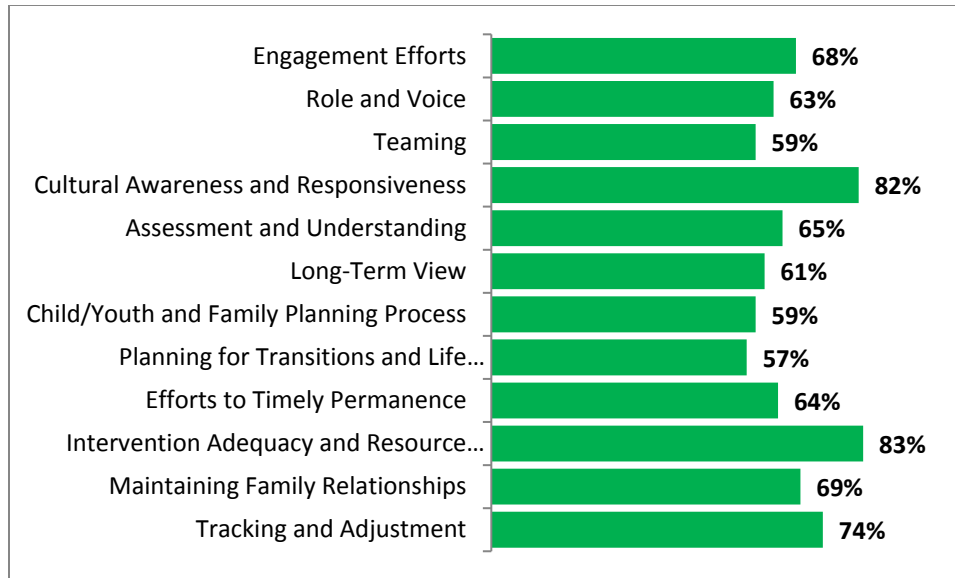 Engagement Efforts 68%
Role and Voice 63%
Teaming 59%
Cultural Awareness and Responsiveness 82%
Assessment and Understanding 65%
Long-Term View 61%
Child/Youth and Family Planning Process 59%
Planning for Transitions and Life… 57%
Efforts to Timely Permanence 64%
Intervention Adequacy and Resource… 83%
Maintaining Family Relationships 69%
Tracking and Adjustment 74%